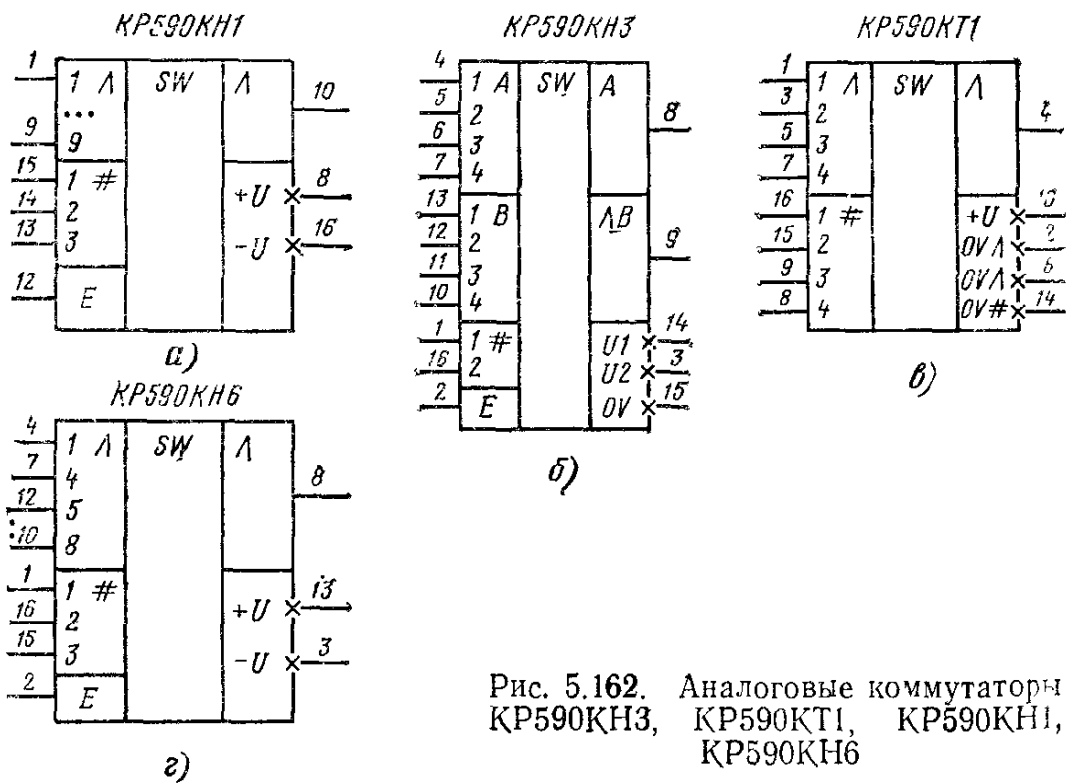 КР590КН1
1 1 Λ SW Λ 10
...
9 9
15 1 # +U 8
14 2
13 3 -U 16
12 E
а)
КР590КН3
4 1 A SW A
5 2
6 3 8
7 4
13 1 B ΛB
12 2
11 3 9
10 4
1 1 # U1 14
16 2 U2 3
2 E 0V 15
б)
КР590КТ1
1 1 Λ SW Λ
3 2 4
5 3
7 4
16 1 # +U
15 2 0VΛ
9 3 0VΛ 6
8 4 0V# 14
в)
КР590КН6
4 1 Λ SW Λ
7 4 8
12 5
:10 8
1 1 # +U 13
16 2
15 3 -U 3
2 E
г)
Рис. 5.162. Аналоговые коммутаторы
КР590КН3, КР590КТ1, КР590КН1,
КР590КН6